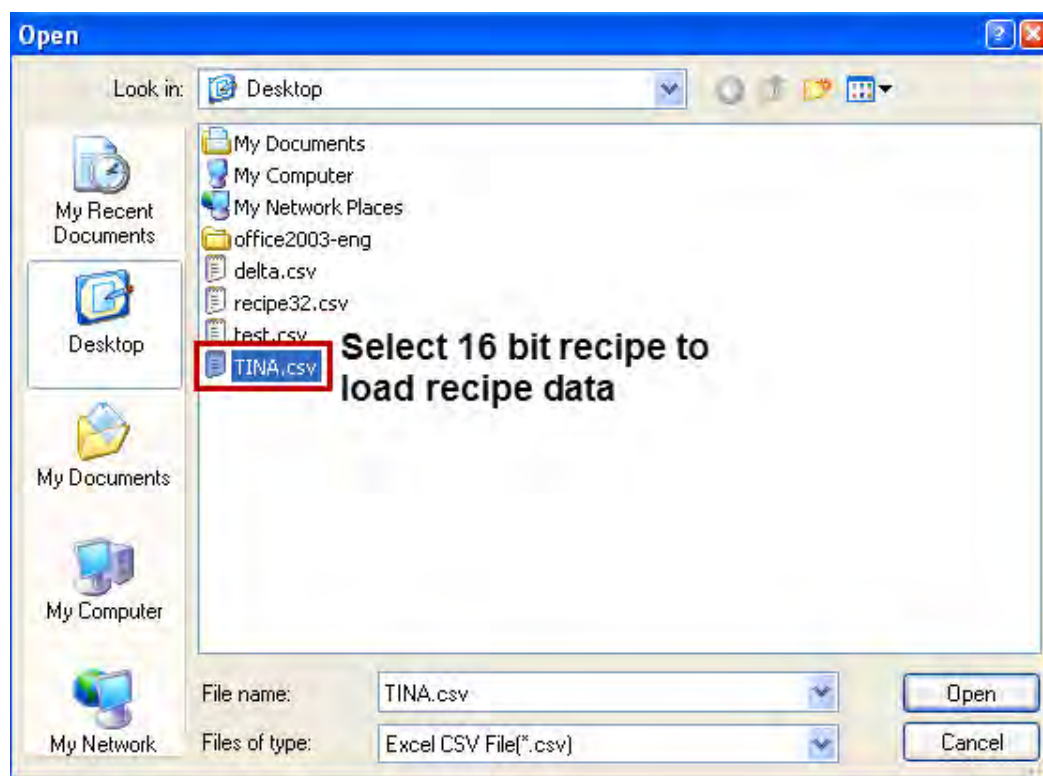 Open
Look in:
Desktop
My Documents
My Computer
My Network Places
office2003-eng
delta.csv
recipe32.csv
test.csv
TINA.csv
Select 16 bit recipe to
load recipe data
My Recent
Documents
Desktop
My Documents
My Computer
My Network
File name:
TINA.csv
Open
Files of type:
Excel CSV File(*.csv)
Cancel